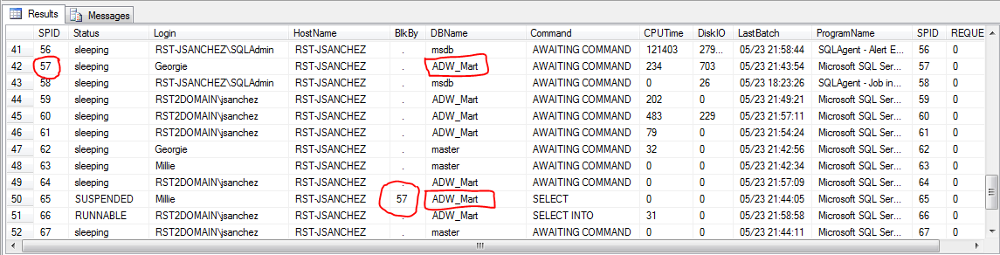 Results Messages
SPID Status Login HostName BlkBy DBName Command CPUTime DiskIO LastBatch ProgramName SPID REQUE
41 56 sleeping RST-JSANCHEZ\SQLAdmin RST-JSANCHEZ . msdb AWAITING COMMAND 121403 279... 05/23 21:58:44 SQLAgent - Alert E... 56 0
42 57 sleeping Georgie RST-JSANCHEZ . ADW_Mart AWAITING COMMAND 234 703 05/23 21:43:54 Microsoft SQL Ser... 57 0
43 58 sleeping RST-JSANCHEZ\SQLAdmin RST-JSANCHEZ . msdb AWAITING COMMAND 0 26 05/23 18:23:26 SQLAgent - Job in... 58 0
44 59 sleeping RST2DOMAIN\jsanchez RST-JSANCHEZ . ADW_Mart AWAITING COMMAND 202 0 05/23 21:49:21 Microsoft SQL Ser... 59 0
45 60 sleeping RST2DOMAIN\jsanchez RST-JSANCHEZ . ADW_Mart AWAITING COMMAND 483 229 05/23 21:57:11 Microsoft SQL Ser... 60 0
46 61 sleeping RST2DOMAIN\jsanchez RST-JSANCHEZ . ADW_Mart AWAITING COMMAND 79 0 05/23 21:54:24 Microsoft SQL Ser... 61 0
47 62 sleeping Georgie RST-JSANCHEZ . master AWAITING COMMAND 32 0 05/23 21:42:56 Microsoft SQL Ser... 62 0
48 63 sleeping Millie RST-JSANCHEZ . master AWAITING COMMAND 0 0 05/23 21:42:34 Microsoft SQL Ser... 63 0
49 64 sleeping RST2DOMAIN\jsanchez RST-JSANCHEZ . ADW_Mart AWAITING COMMAND 0 0 05/23 21:57:09 Microsoft SQL Ser... 64 0
50 65 SUSPENDED Millie RST-JSANCHEZ 57 ADW_Mart SELECT 0 0 05/23 21:44:05 Microsoft SQL Ser... 65 0
51 66 RUNNABLE RST2DOMAIN\jsanchez RST-JSANCHEZ . ADW_Mart SELECT INTO 31 0 05/23 21:58:58 Microsoft SQL Ser... 66 0
52 67 sleeping RST2DOMAIN\jsanchez RST-JSANCHEZ . master AWAITING COMMAND 0 0 05/23 21:44:11 Microsoft SQL Ser... 67 0